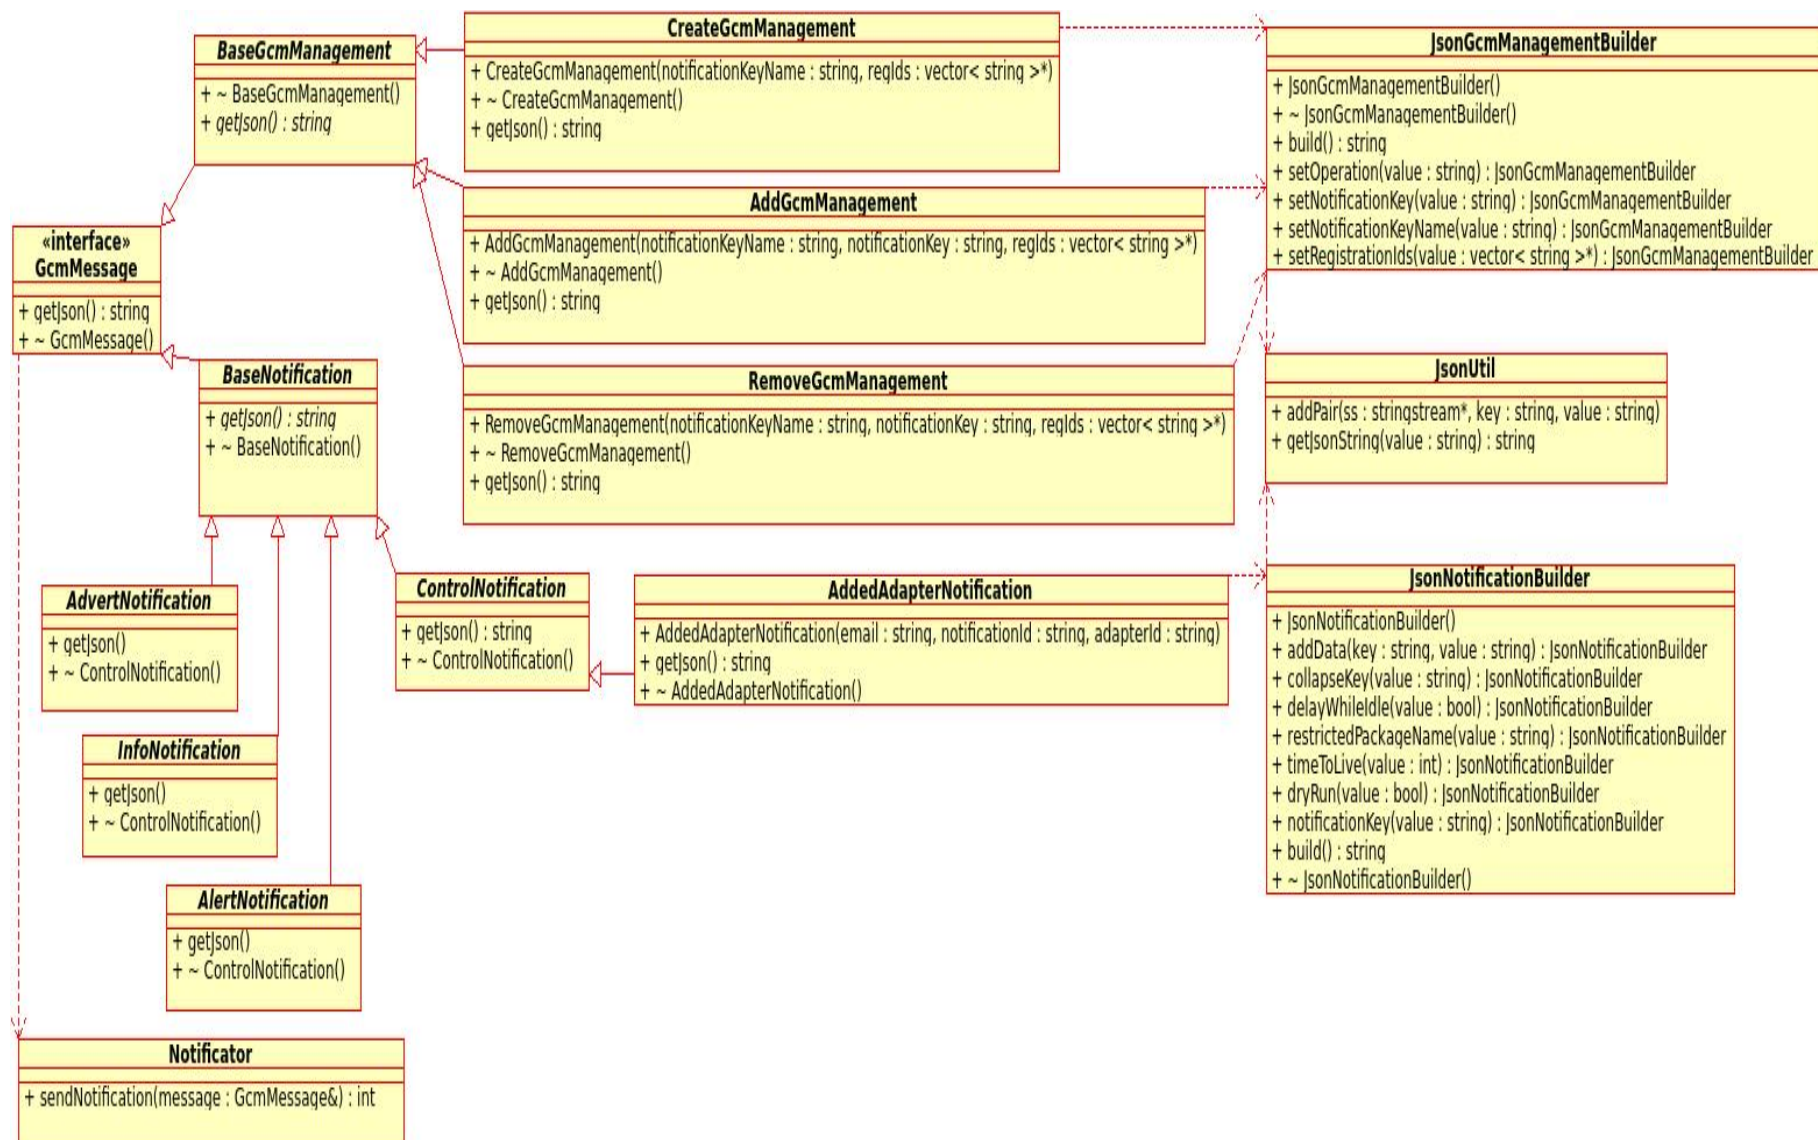 CreateGcmManagement
+ CreateGcmManagement(notificationKeyName : string, regIds : vector< string >*)
+ ~ CreateGcmManagement()
+ getJson() : string
BaseGcmManagement
+ ~ BaseGcmManagement()
+ getJson() : string
JsonGcmManagementBuilder
+ JsonGcmManagementBuilder()
+ ~ JsonGcmManagementBuilder()
+ build() : string
+ setOperation(value : string) : JsonGcmManagementBuilder
+ setNotificationKey(value : string) : JsonGcmManagementBuilder
+ setNotificationKeyName(value : string) : JsonGcmManagementBuilder
+ setRegistrationIds(value : vector< string >*) : JsonGcmManagementBuilder
AddGcmManagement
+ AddGcmManagement(notificationKeyName : string, notificationKey : string, regIds : vector< string >*)
+ ~ AddGcmManagement()
+ getJson() : string
«interface»
GcmMessage
+ getJson() : string
+ ~ GcmMessage()
BaseNotification
+ getJson() : string
+ ~ BaseNotification()
RemoveGcmManagement
+ RemoveGcmManagement(notificationKeyName : string, notificationKey : string, regIds : vector< string >*)
+ ~ RemoveGcmManagement()
+ getJson() : string
JsonUtil
+ addPair(ss : stringstream*, key : string, value : string)
+ getJsonString(value : string) : string
AdvertNotification
+ getJson()
+ ~ ControlNotification()
ControlNotification
+ getJson() : string
+ ~ ControlNotification()
AddedAdapterNotification
+ AddedAdapterNotification(email : string, notificationId : string, adapterId : string)
+ getJson() : string
+ ~ AddedAdapterNotification()
JsonNotificationBuilder
+ JsonNotificationBuilder()
+ addData(key : string, value : string) : JsonNotificationBuilder
+ collapseKey(value : string) : JsonNotificationBuilder
+ delayWhileIdle(value : bool) : JsonNotificationBuilder
+ restrictedPackageName(value : string) : JsonNotificationBuilder
+ timeToLive(value : int) : JsonNotificationBuilder
+ dryRun(value : bool) : JsonNotificationBuilder
+ notificationKey(value : string) : JsonNotificationBuilder
+ build() : string
+ ~ JsonNotificationBuilder()
InfoNotification
+ getJson()
+ ~ ControlNotification()
AlertNotification
+ getJson()
+ ~ ControlNotification()
Notificator
+ sendNotification(message : GcmMessage&) : int